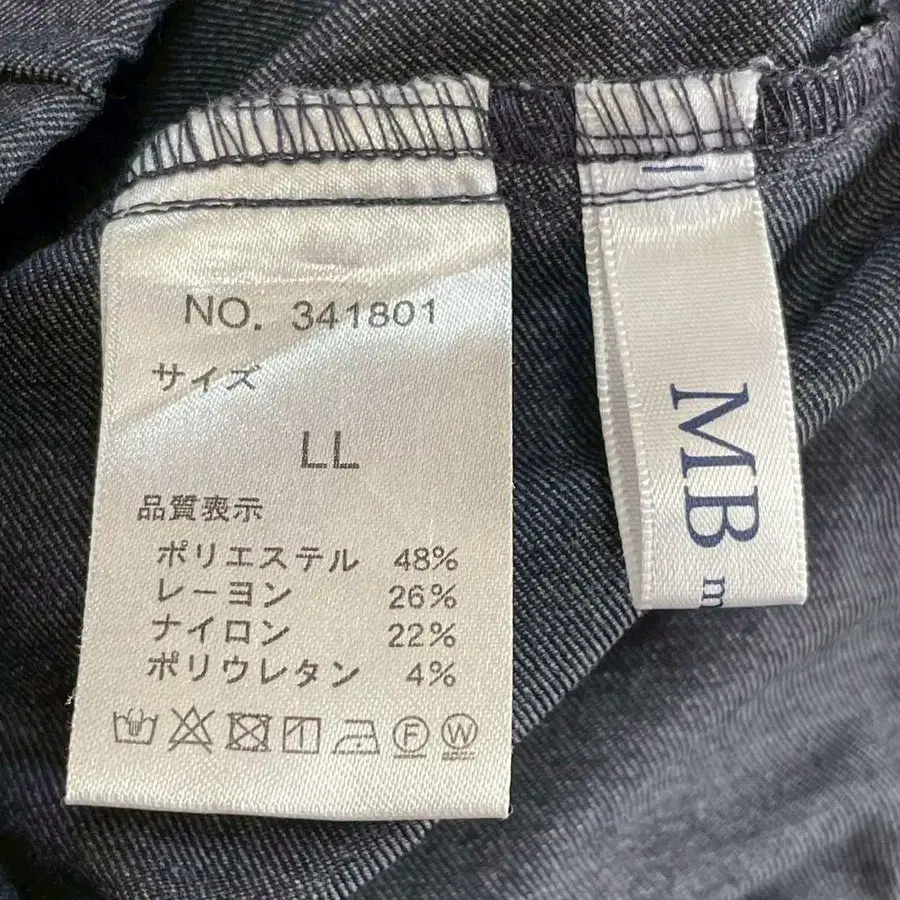 NO. 341801
サイズ
LL
品質表示
ポリエステル 48%
レーヨン 26%
ナイロン 22%
ポリウレタン 4%
F W
MB